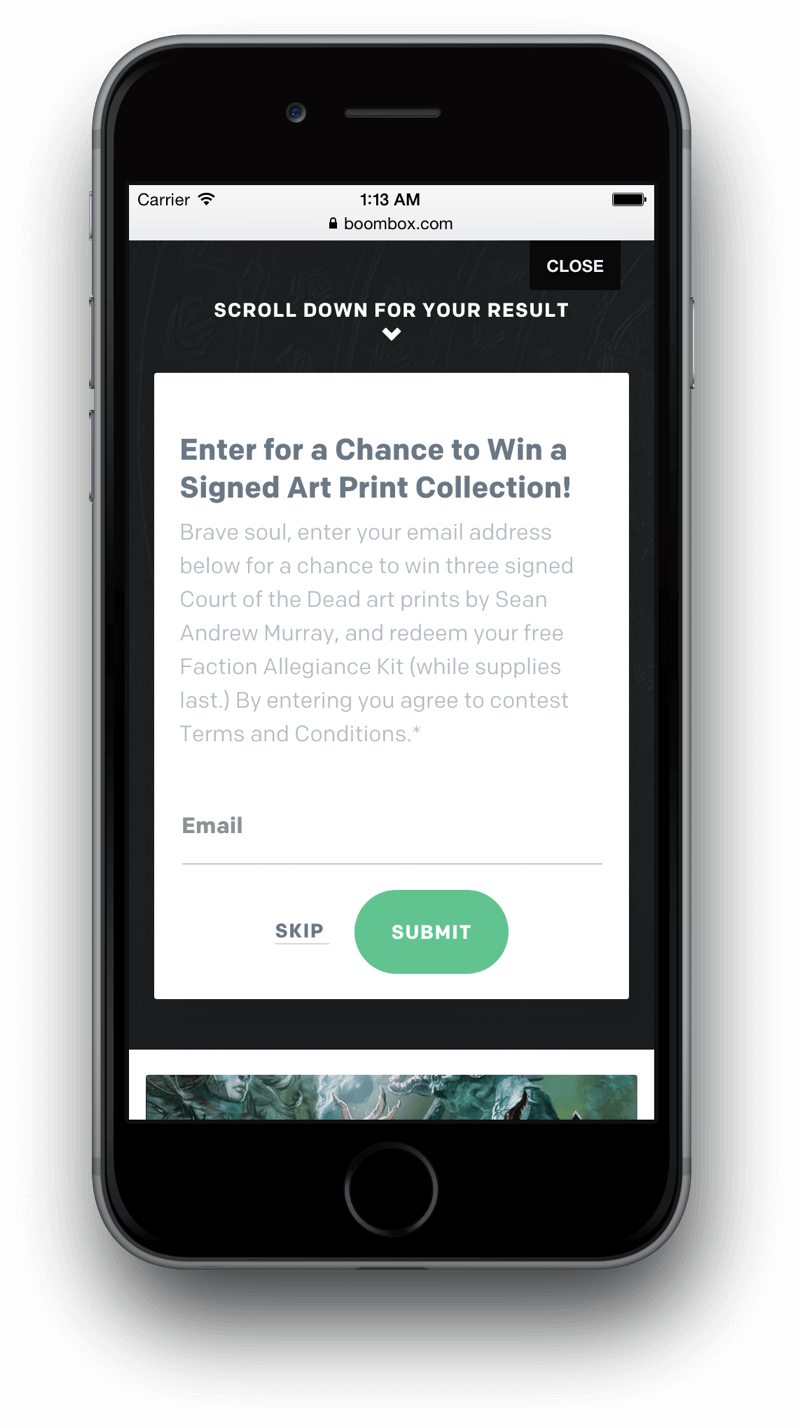 Carrier 1:13 AM
boombox.com
CLOSE
SCROLL DOWN FOR YOUR RESULT
Enter for a Chance to Win a
Signed Art Print Collection!
Brave soul, enter your email address
below for a chance to win three signed
Court of the Dead art prints by Sean
Andrew Murray, and redeem your free
Faction Allegiance Kit (while supplies
last.) By entering you agree to contest
Terms and Conditions.*
Email
SKIP SUBMIT